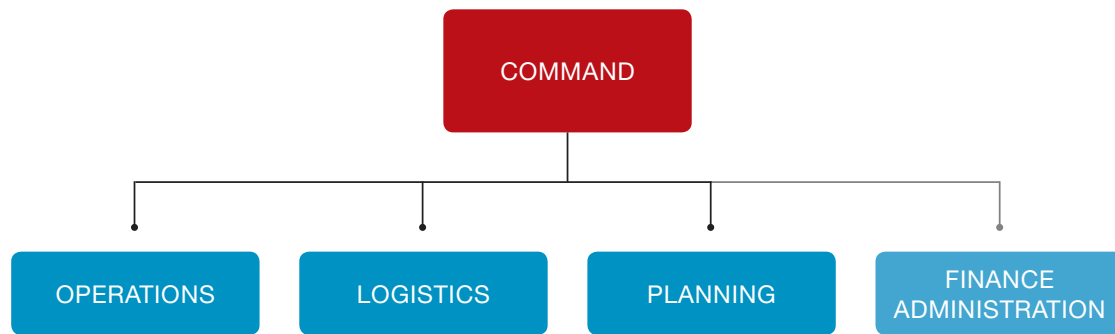 COMMAND
OPERATIONS
LOGISTICS
PLANNING
FINANCE
ADMINISTRATION